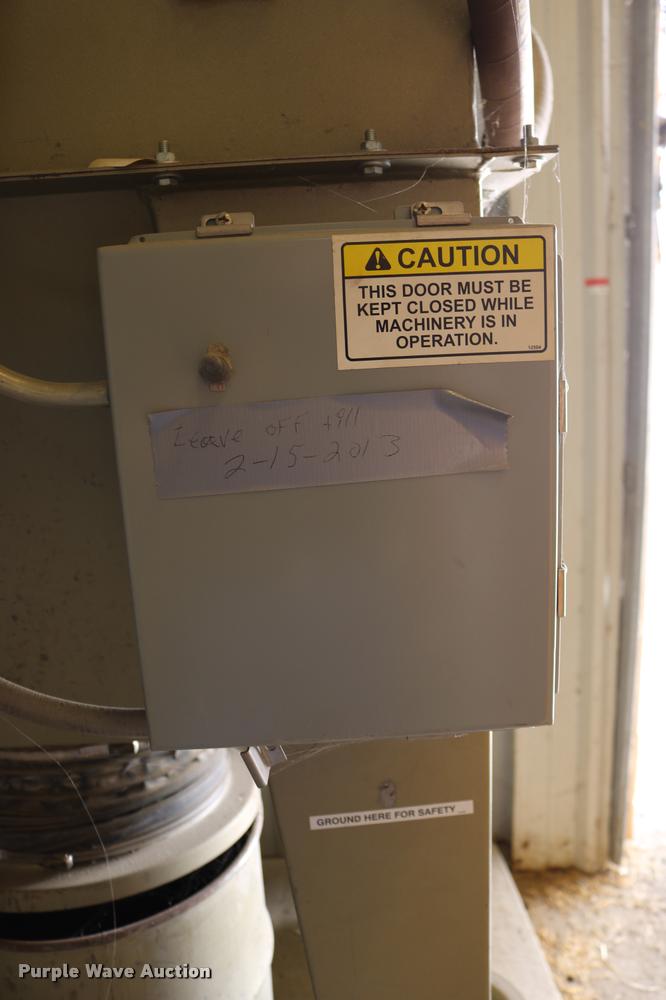 CAUTION
THIS DOOR MUST BE
KEPT CLOSED WHILE
MACHINERY IS IN
OPERATION.
Leave off till
2-15-2013
GROUND HERE FOR SAFETY
Purple Wave Auction